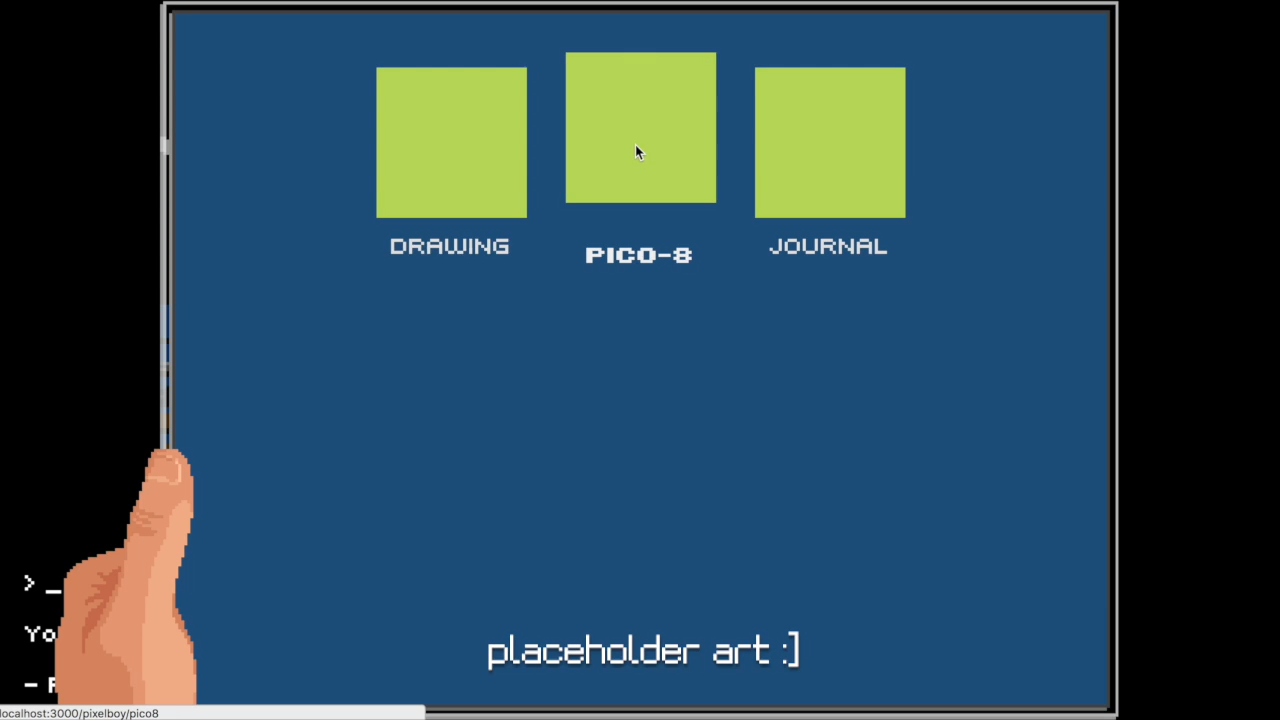 DRAWING
PICO-8
JOURNAL
> _
placeholder art :]
localhost:3000/pixelboy/pico8